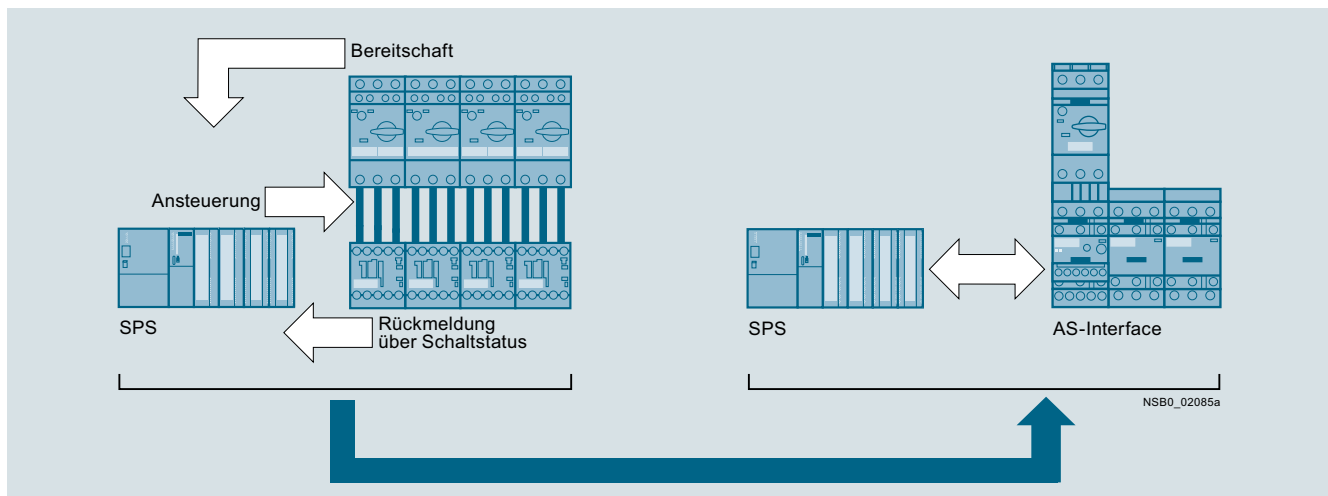 Bereitschaft
Ansteuerung
SPS
Rückmeldung
über Schaltstatus
SPS
AS-Interface
NSB0_02085a